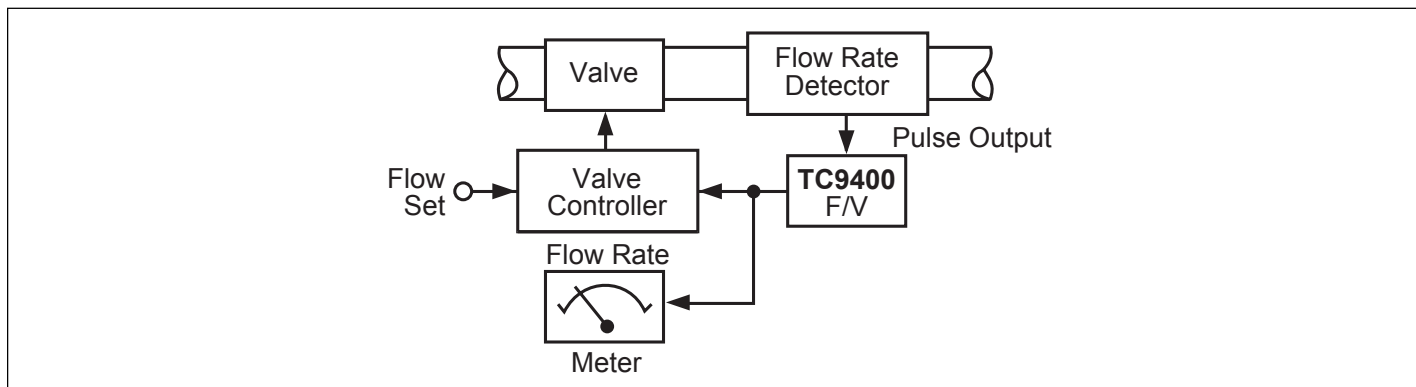 Valve
Flow Rate
Detector
Pulse Output
Flow
Set
Valve
Controller
TC9400
F/V
Flow Rate
Meter